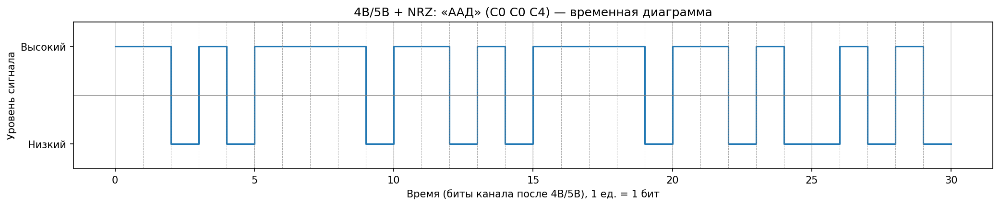 4B/5B + NRZ: «ААД» (C0 C0 C4) — временная диаграмма
Уровень сигнала
Высокий
Низкий
0 5 10 15 20 25 30
Время (биты канала после 4B/5B), 1 ед. = 1 бит